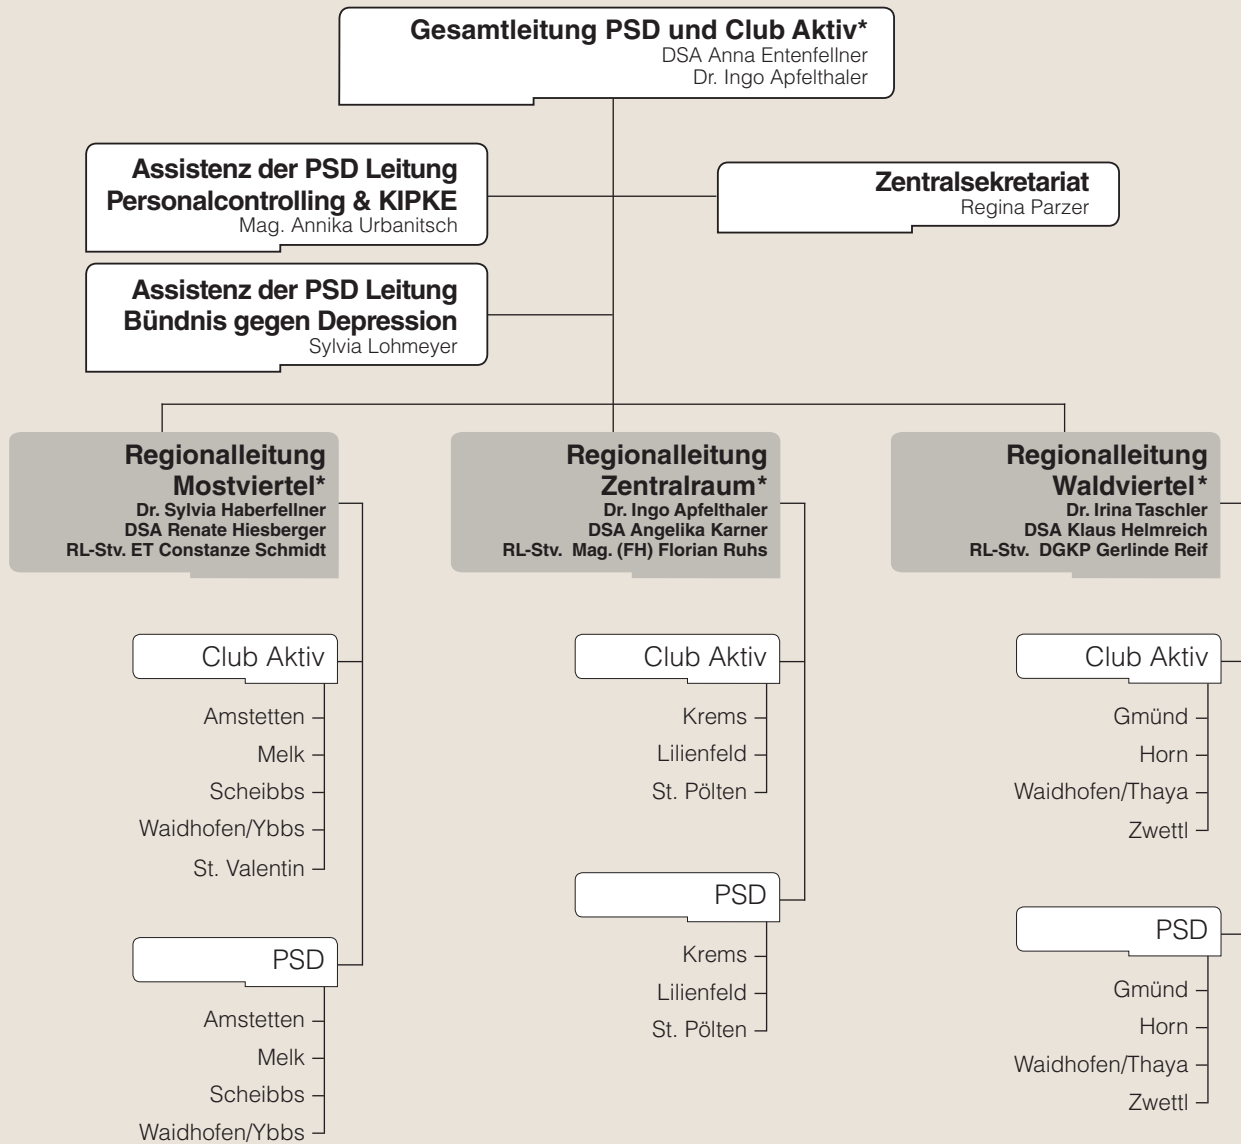 Gesamtleitung PSD und Club Aktiv*
DSA Anna Entenfellner
Dr. Ingo Apfelthaler
Assistenz der PSD Leitung
Personalcontrolling & KIPKE
Mag. Annika Urbanitsch
Zentralsekretariat
Regina Parzer
Assistenz der PSD Leitung
Bündnis gegen Depression
Sylvia Lohmeyer
Regionalleitung
Mostviertel*
Dr. Sylvia Haberfellner
DSA Renate Hiesberger
RL-Stv. ET Constanze Schmidt
Club Aktiv
Amstetten
Melk
Scheibbs
Waidhofen/Ybbs
St. Valentin
PSD
Amstetten
Melk
Scheibbs
Waidhofen/Ybbs
Regionalleitung
Zentralraum*
Dr. Ingo Apfelthaler
DSA Angelika Karner
RL-Stv. Mag. (FH) Florian Ruhs
Club Aktiv
Krems
Lilienfeld
St. Pölten
PSD
Krems
Lilienfeld
St. Pölten
Regionalleitung
Waldviertel*
Dr. Irina Taschler
DSA Klaus Helmreich
RL-Stv. DGKP Gerlinde Reif
Club Aktiv
Gmünd
Horn
Waidhofen/Thaya
Zwettl
PSD
Gmünd
Horn
Waidhofen/Thaya
Zwettl